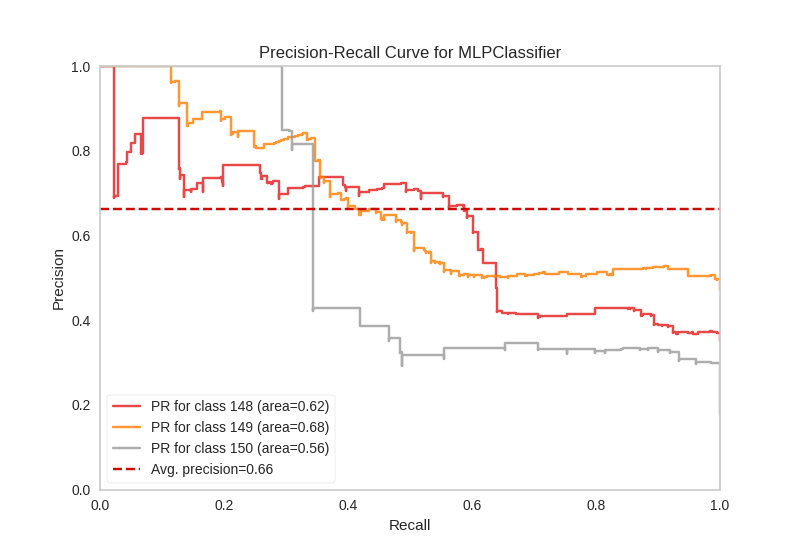 Precision-Recall Curve for MLPClassifier
1.0
0.8
0.6
0.4
0.2
0.0
Precision
PR for class 148 (area=0.62)
PR for class 149 (area=0.68)
PR for class 150 (area=0.56)
Avg. precision=0.66
0.0 0.2 0.4 0.6 0.8 1.0
Recall